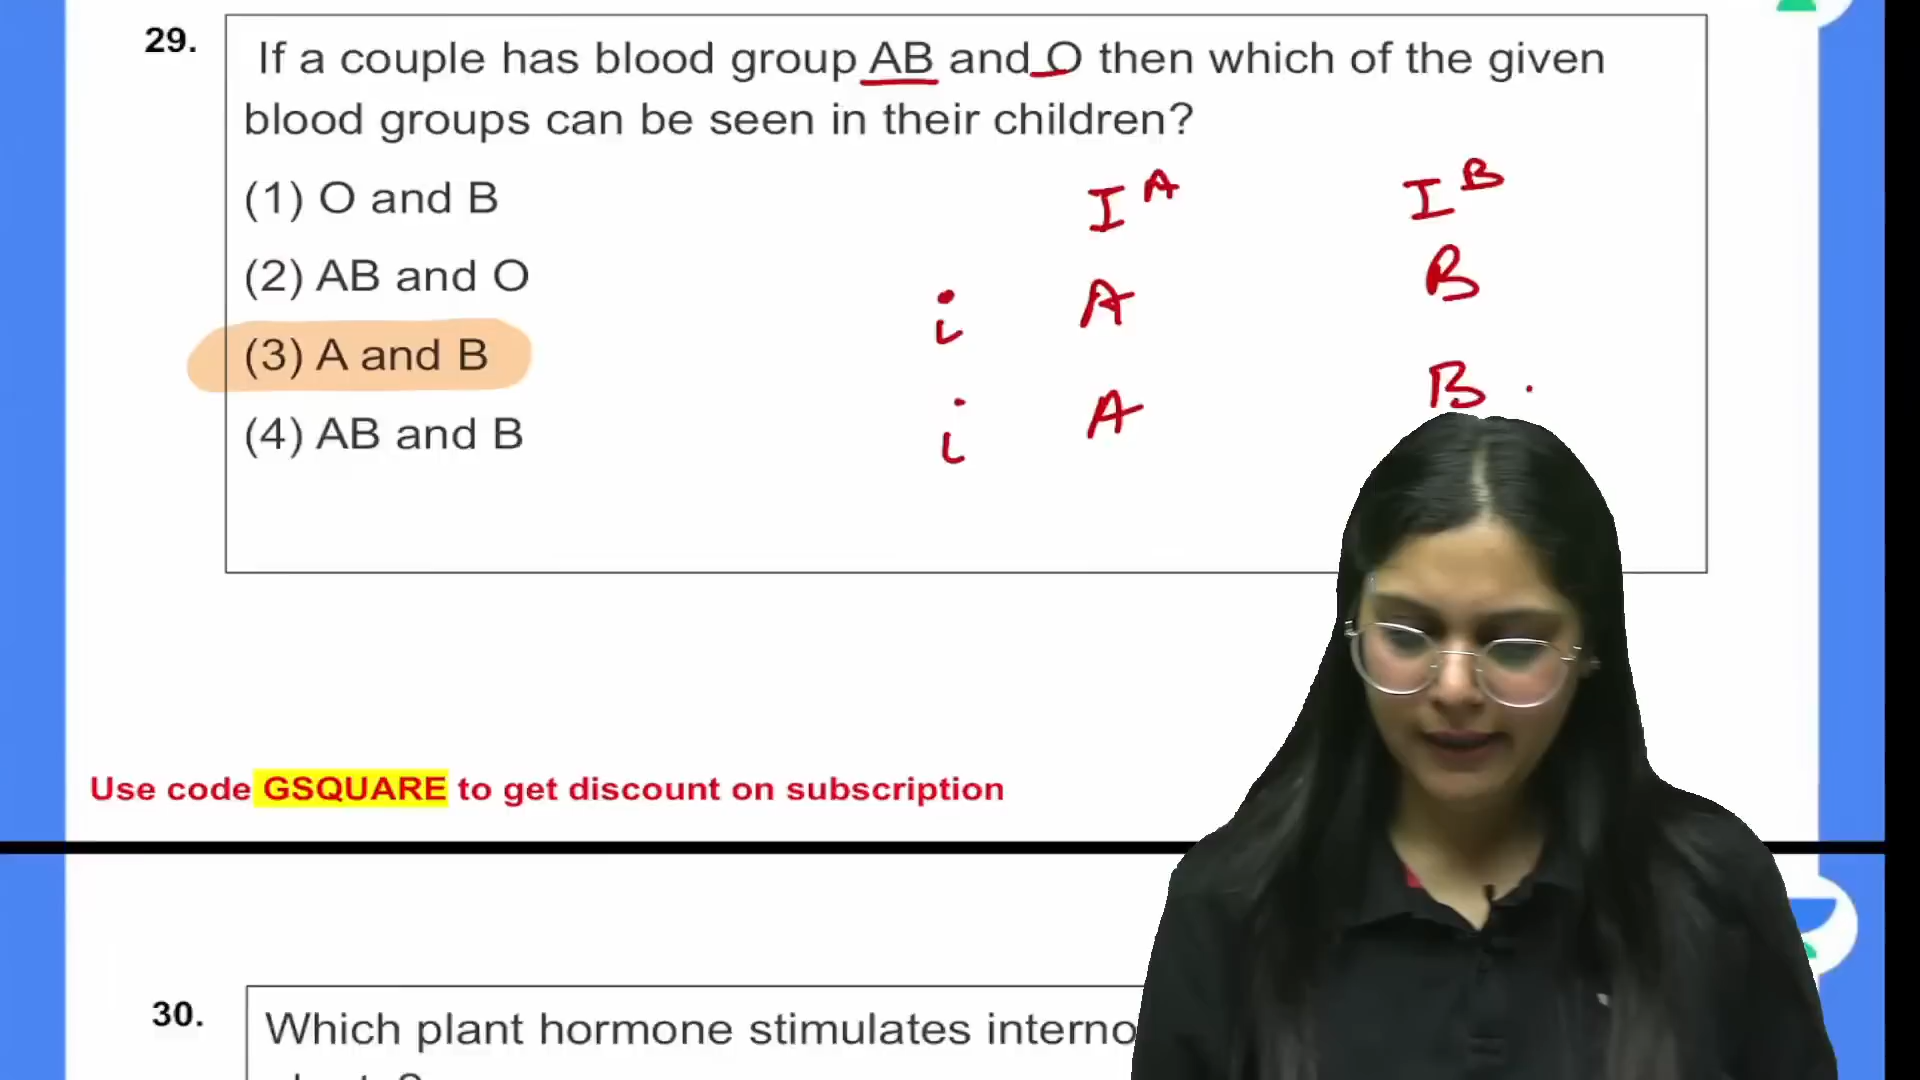 29.
If a couple has blood group AB and O then which of the given
blood groups can be seen in their children?
(1) O and B
(2) AB and O
(3) A and B
(4) AB and B
I^A I^B
i A B
i A B
Use code GSQUARE to get discount on subscription
30.
Which plant hormone stimulates